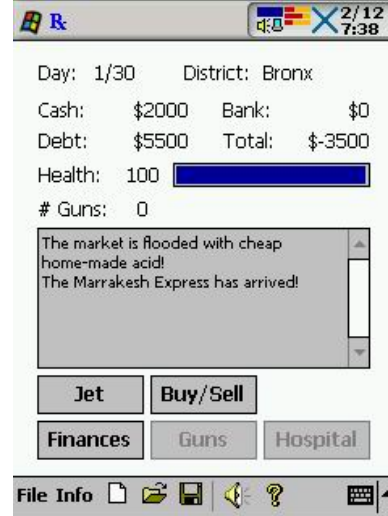 Rx 2/12
7:38
Day: 1/30 District: Bronx
Cash: $2000 Bank: $0
Debt: $5500 Total: $-3500
Health: 100
# Guns: 0
The market is flooded with cheap
home-made acid!
The Marrakesh Express has arrived!
Jet Buy/Sell
Finances Guns Hospital
File Info ?